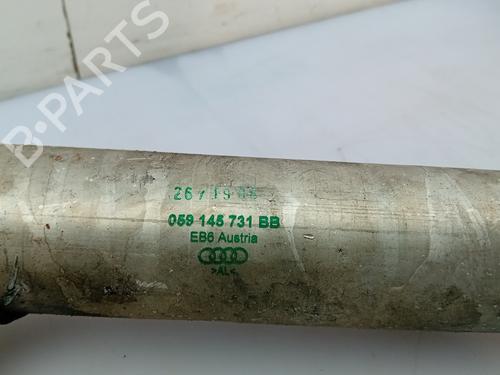 B-PARTS
059 145 731 BB
EB6 Austria
>AL<